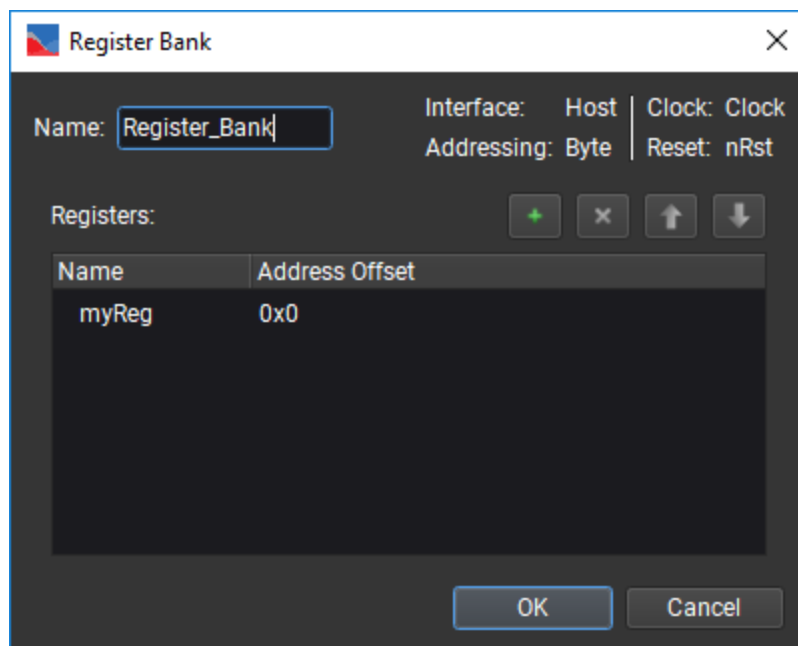 Register Bank
Name: Register_Bank
Interface: Host Clock: Clock
Addressing: Byte Reset: nRst
Registers:
Name Address Offset
myReg 0x0
OK Cancel